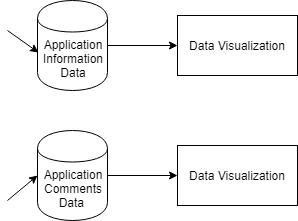 Application
Information
Data
Data Visualization
Application
Comments
Data
Data Visualization